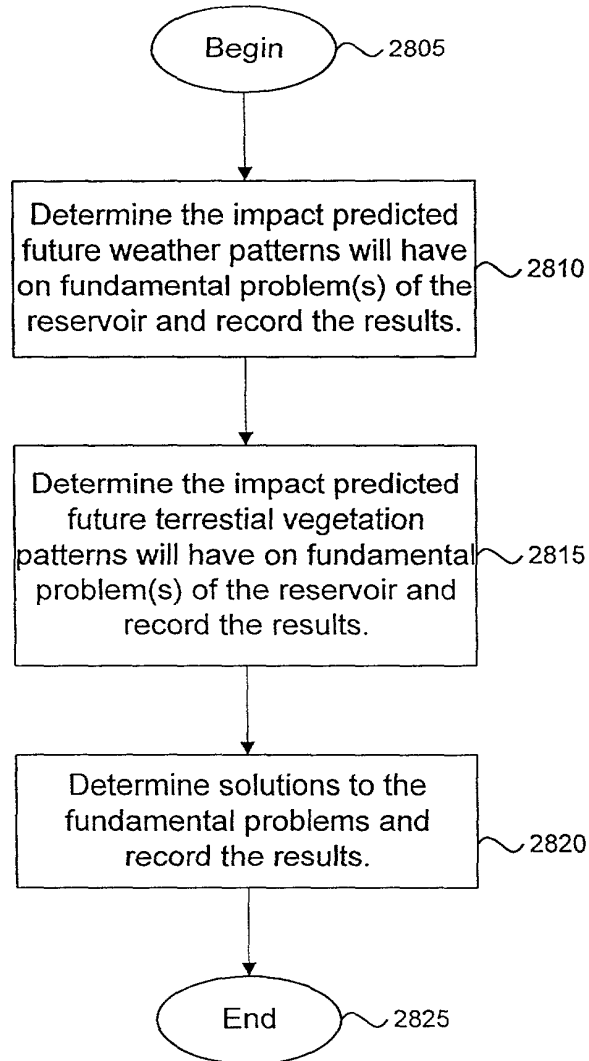 Begin
2805
Determine the impact predicted
future weather patterns will have
on fundamental problem(s) of the
reservoir and record the results.
2810
Determine the impact predicted
future terrestial vegetation
patterns will have on fundamental
problem(s) of the reservoir and
record the results.
2815
Determine solutions to the
fundamental problems and
record the results.
2820
End
2825